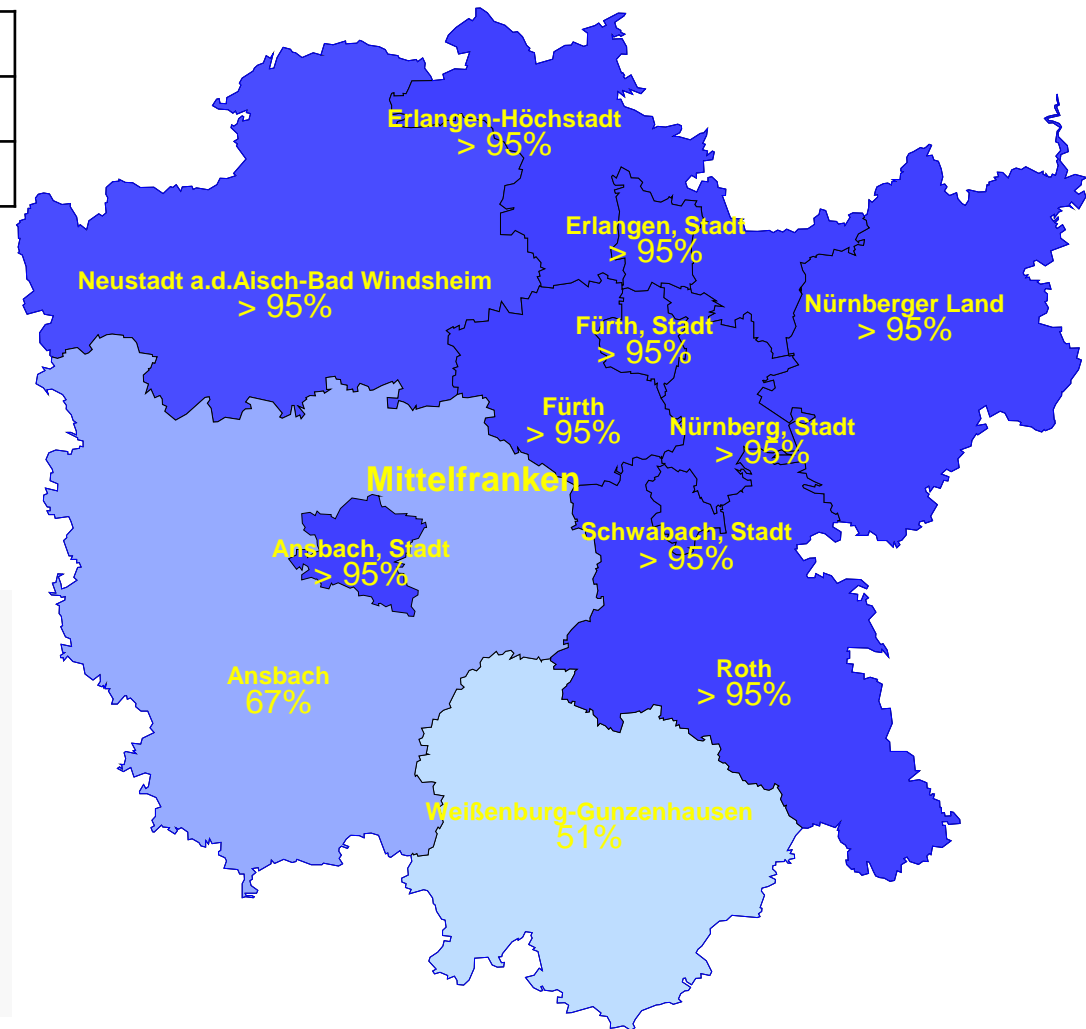 Erlangen-Höchstadt
> 95%
Erlangen, Stadt
> 95%
Neustadt a.d.Aisch-Bad Windsheim
> 95%
Nürnberger Land
> 95%
Fürth, Stadt
> 95%
Fürth
> 95%
Nürnberg, Stadt
> 95%
Mittelfranken
Schwabach, Stadt
> 95%
Ansbach, Stadt
> 95%
Roth
> 95%
Ansbach
67%
Weißenburg-Gunzenhausen
51%